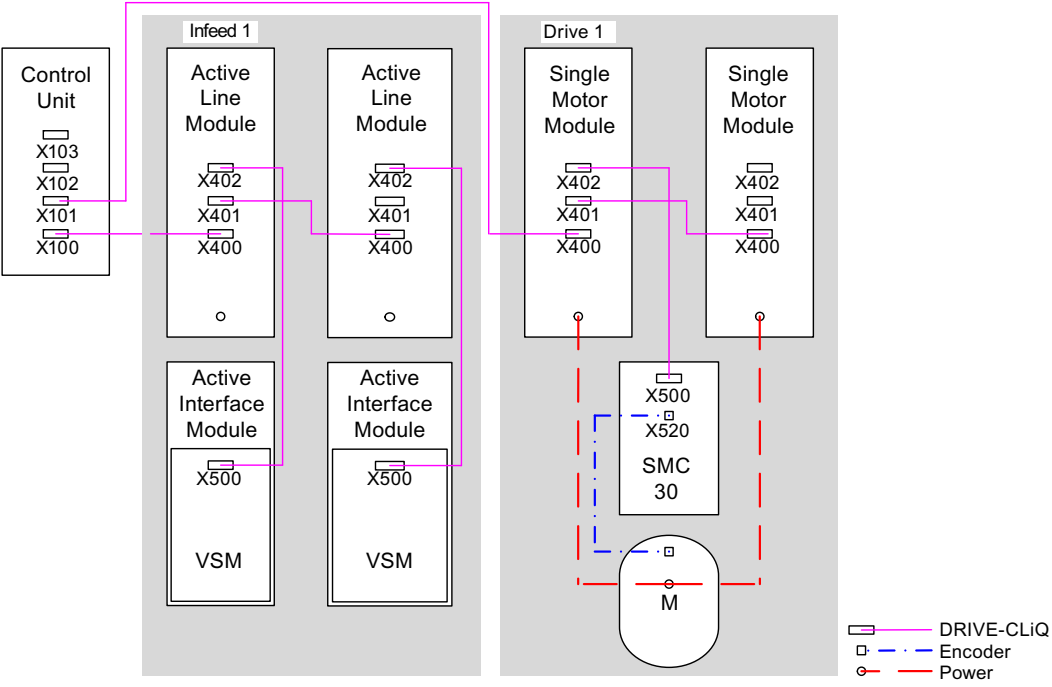 Infeed 1
Drive 1
Control
Unit
X103
X102
X101
X100
Active
Line
Module
X402
X401
X400
Active
Line
Module
X402
X401
X400
Single
Motor
Module
X402
X401
X400
Single
Motor
Module
X402
X401
X400
Active
Interface
Module
X500
VSM
Active
Interface
Module
X500
VSM
X500
X520
SMC
30
M
DRIVE-CLiQ
Encoder
Power